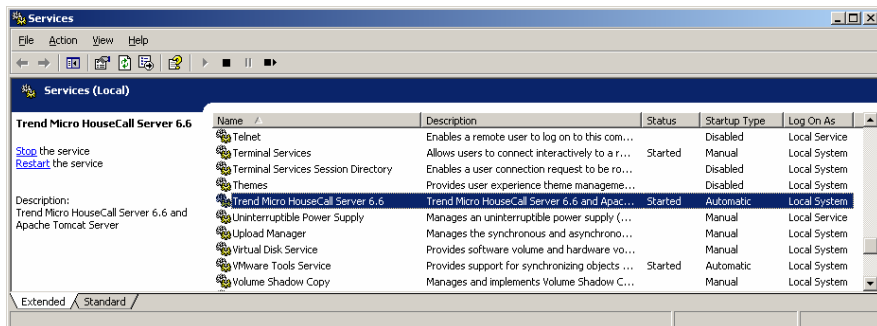 Services
File Action View Help
Services (Local)
Trend Micro HouseCall Server 6.6
Stop the service
Restart the service
Description:
Trend Micro HouseCall Server 6.6 and
Apache Tomcat Server
Name Description Status Startup Type Log On As
Telnet Enables a remote user to log on to this com... Disabled Local Service
Terminal Services Allows users to connect interactively to a r... Started Manual Local System
Terminal Services Session Directory Enables a user connection request to be ro... Disabled Local System
Themes Provides user experience theme manageme... Disabled Local System
Trend Micro HouseCall Server 6.6 Trend Micro HouseCall Server 6.6 and Apac... Started Automatic Local System
Uninterruptible Power Supply Manages an uninterruptible power supply (... Manual Local Service
Upload Manager Manages the synchronous and asynchrono... Manual Local System
Virtual Disk Service Provides software volume and hardware vo... Manual Local System
VMware Tools Service Provides support for synchronizing objects ... Started Automatic Local System
Volume Shadow Copy Manages and implements Volume Shadow C... Manual Local System
Extended Standard